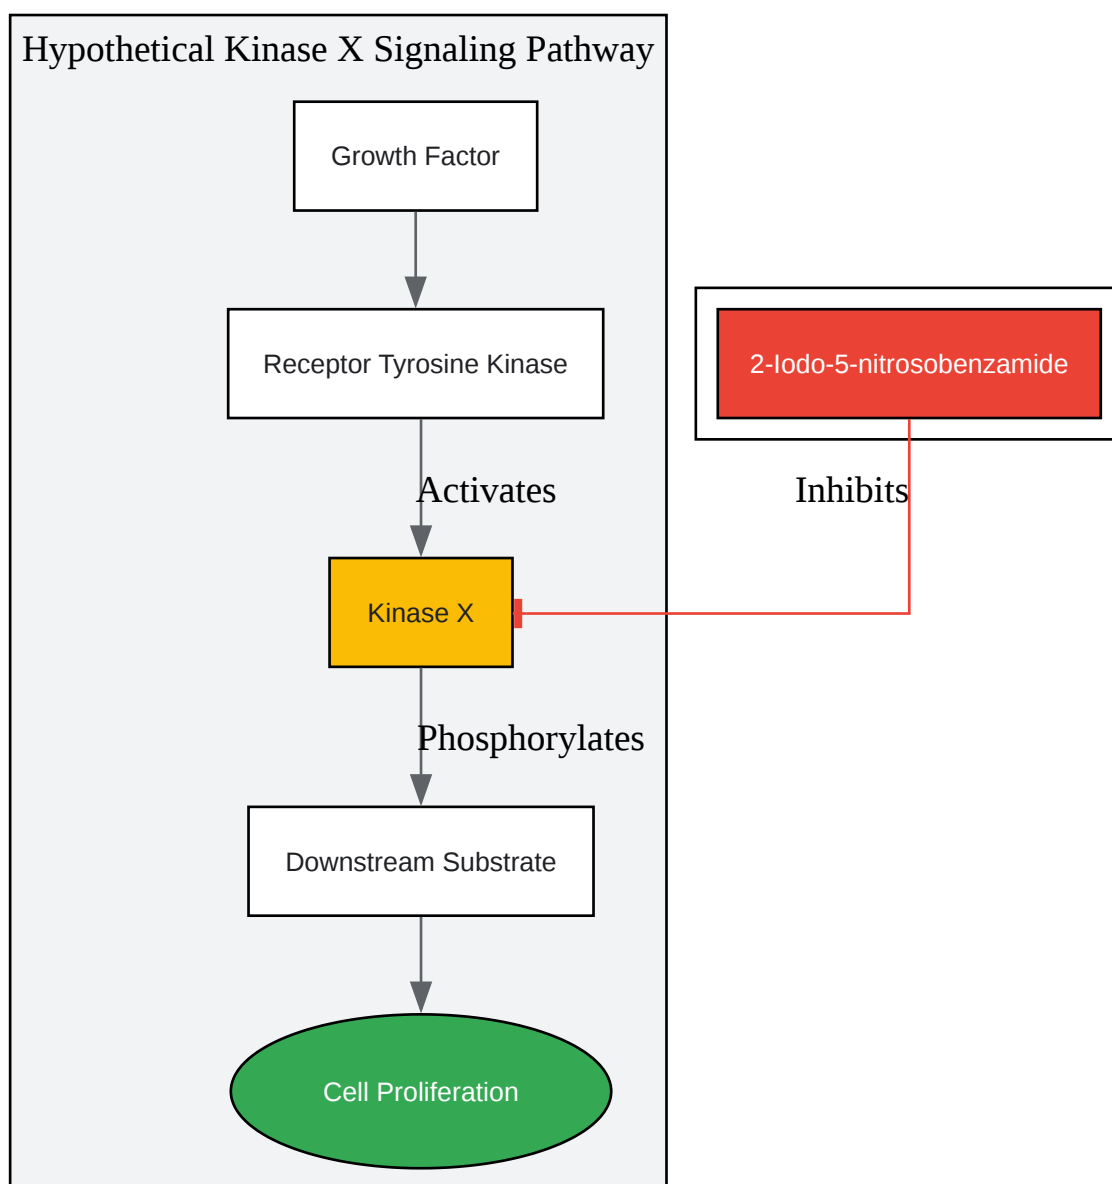 Hypothetical Kinase X Signaling Pathway
Growth Factor
Receptor Tyrosine Kinase
2-Iodo-5-nitrosobenzamide
Activates
Inhibits
Kinase X
Phosphorylates
Downstream Substrate
Cell Proliferation